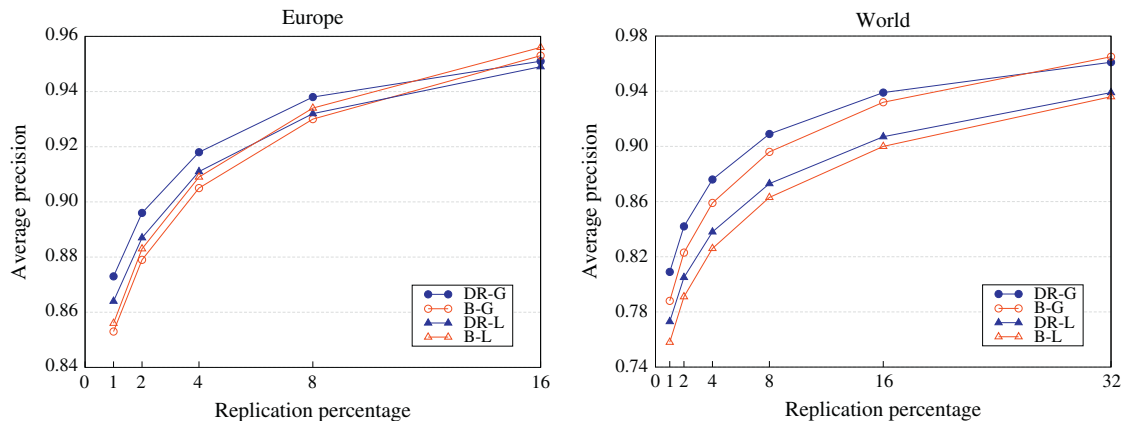 Europe
Average precision
0.96
0.94
0.92
0.90
0.88
0.86
0.84
0 1 2 4 8 16
Replication percentage
DR-G
B-G
DR-L
B-L
World
Average precision
0.98
0.94
0.90
0.86
0.82
0.78
0.74
0 1 2 4 8 16 32
Replication percentage
DR-G
B-G
DR-L
B-L